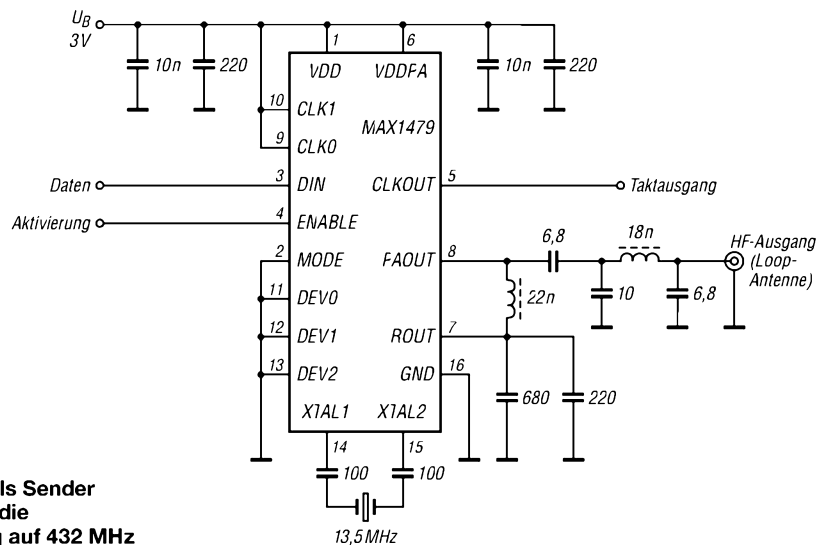 UB
3V
10n
220
1
6
10n
220
VDD
VDDPA
10
CLK1
MAX1479
9
CLK0
Daten
3
DIN
CLKOUT
5
Taktausgang
Aktivierung
4
ENABLE
2
MODE
PAOUT
8
6,8
18n
HF-Ausgang
(Loop-
Antenne)
11
DEV0
22n
10
6,8
12
DEV1
ROUT
7
13
DEV2
GND
16
680
220
XTAL1
XTAL2
14
15
100
100
13,5 MHz
ls Sender
die
g auf 432 MHz